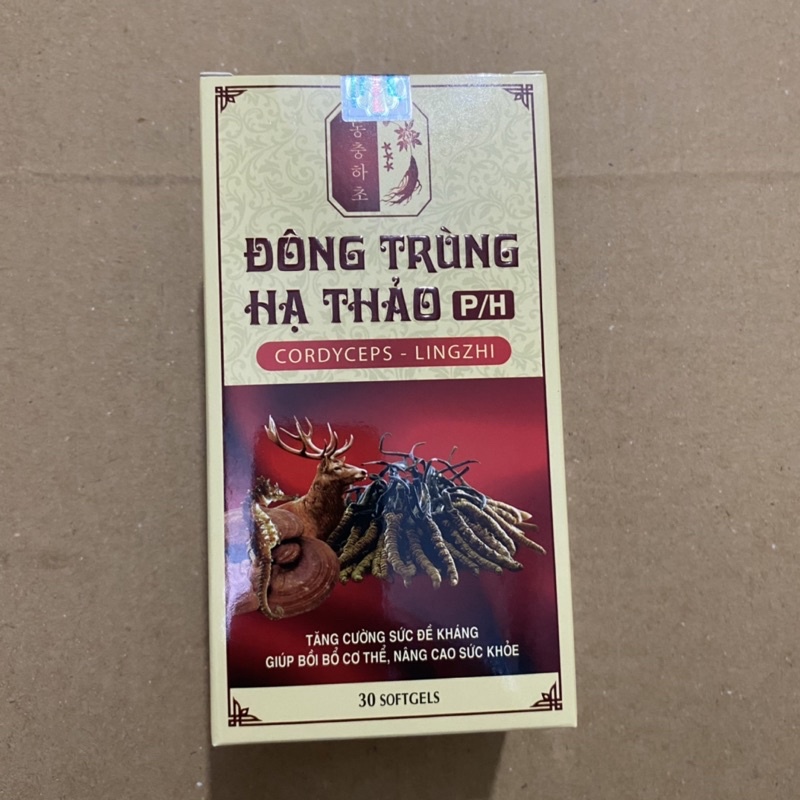 동충하초
ĐÔNG TRÙNG
HẠ THẢO P/H
CORDYCEPS - LINGZHI
TĂNG CƯỜNG SỨC ĐỀ KHÁNG
GIÚP BỒI BỔ CƠ THỂ, NÂNG CAO SỨC KHỎE
30 SOFTGELS